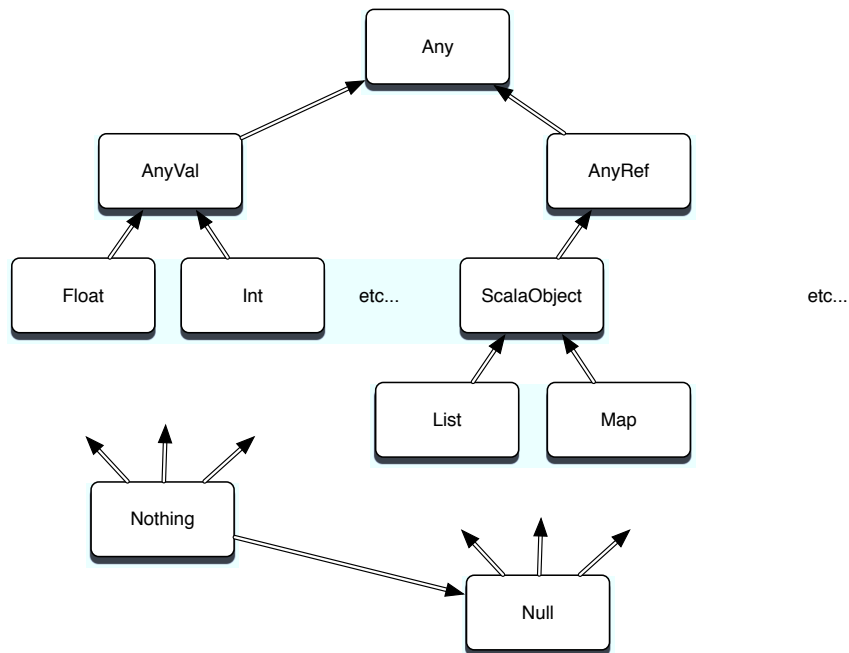 Any
AnyVal
AnyRef
Float
Int
etc...
ScalaObject
etc...
List
Map
Nothing
Null